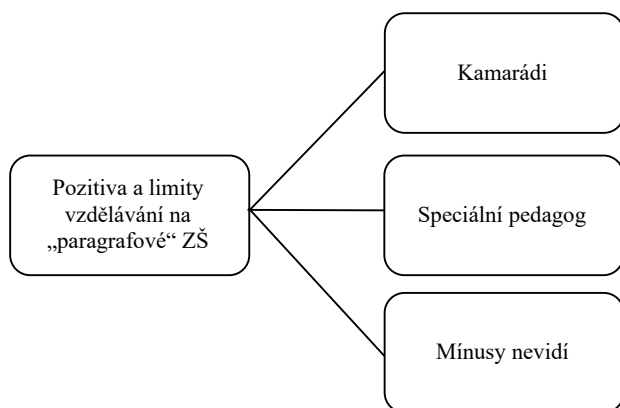 Pozitiva a limity
vzdělávání na
„paragrafové“ ZŠ
Kamarádi
Speciální pedagog
Mínusy nevidí